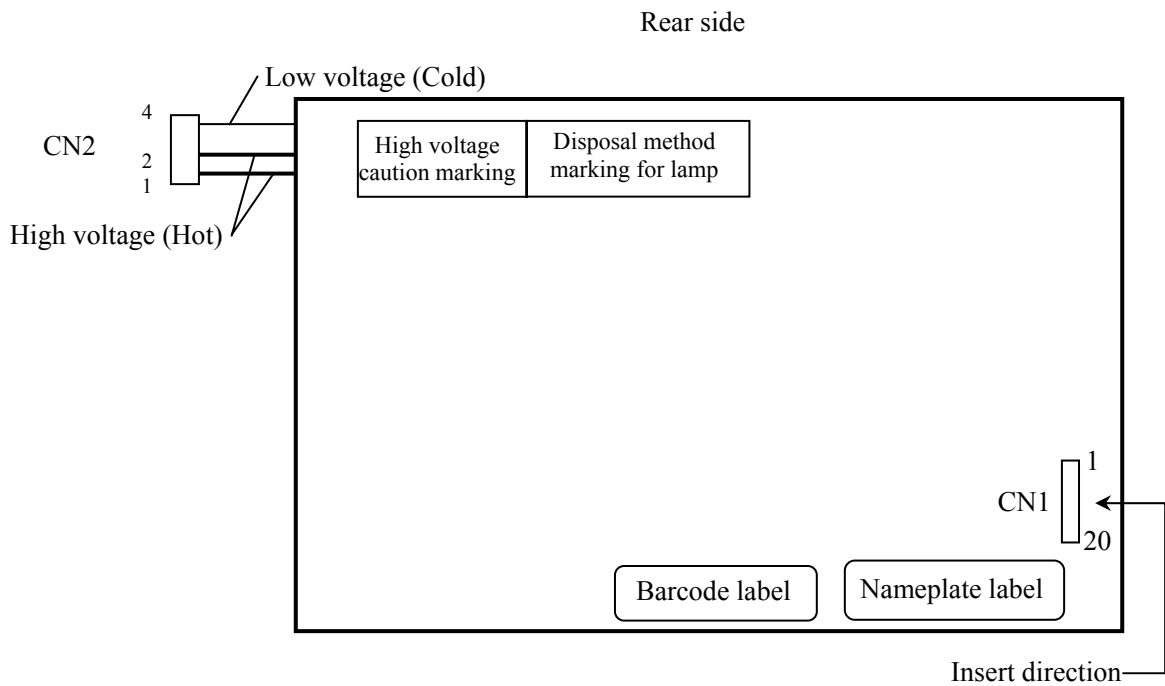 Rear side
Low voltage (Cold)
4
CN2
2
1
High voltage (Hot)
High voltage
caution marking
Disposal method
marking for lamp
1
CN1
20
Barcode label
Nameplate label
Insert direction